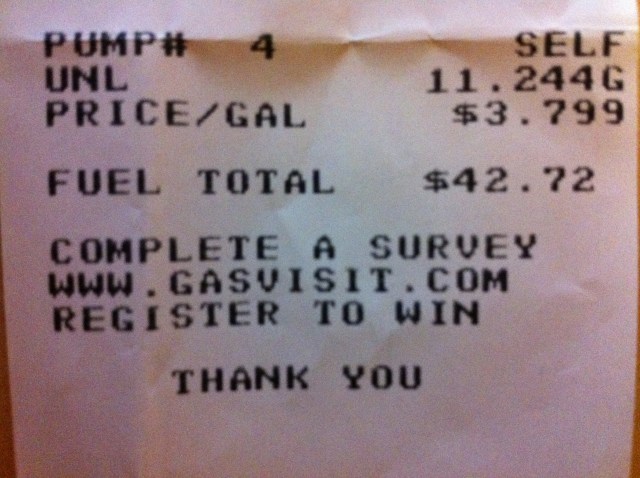 PUMP# 4 SELF
UNL 11.244G
PRICE/GAL $3.799
FUEL TOTAL $42.72
COMPLETE A SURVEY
WWW.GASVISIT.COM
REGISTER TO WIN
THANK YOU